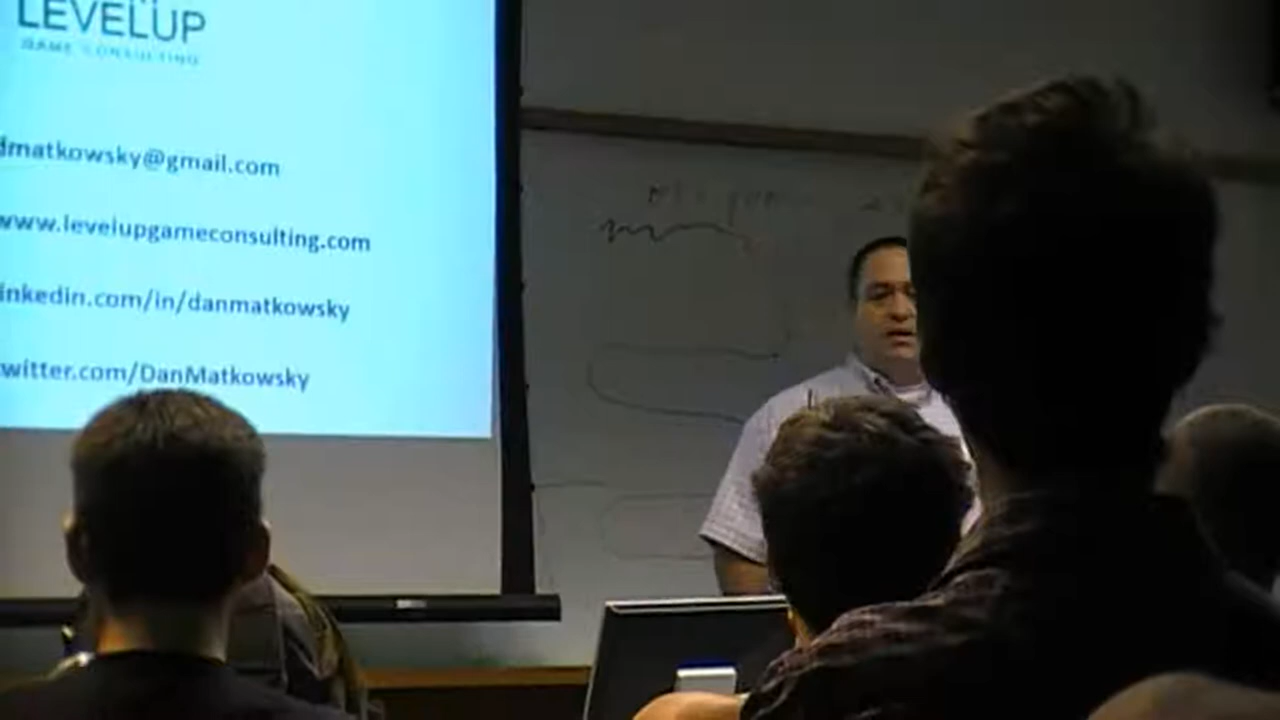 LEVELUP
GAME CONSULTING
dmatkowsky@gmail.com
www.levelupgameconsulting.com
inkedin.com/in/danmatkowsky
witter.com/DanMatkowsky